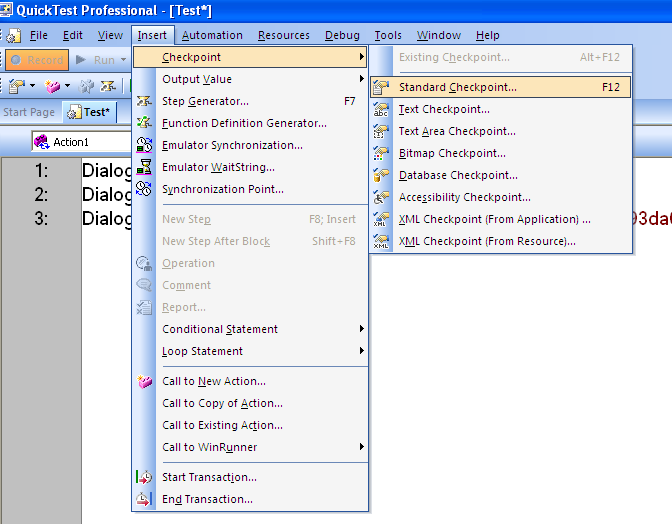 QuickTest Professional - [Test*]
File Edit View Insert Automation Resources Debug Tools Window Help
Record Run
Start Page Test*
Action1
1: Dialog
2: Dialog
3: Dialog 93da
Checkpoint
Output Value
Step Generator... F7
Function Definition Generator...
Emulator Synchronization...
Emulator WaitString...
Synchronization Point...
New Step F8; Insert
New Step After Block Shift+F8
Operation
Comment
Report...
Conditional Statement
Loop Statement
Call to New Action...
Call to Copy of Action...
Call to Existing Action...
Call to WinRunner
Start Transaction...
End Transaction...
Existing Checkpoint... Alt+F12
Standard Checkpoint... F12
Text Checkpoint...
Text Area Checkpoint...
Bitmap Checkpoint...
Database Checkpoint...
Accessibility Checkpoint...
XML Checkpoint (From Application) ...
XML Checkpoint (From Resource)...